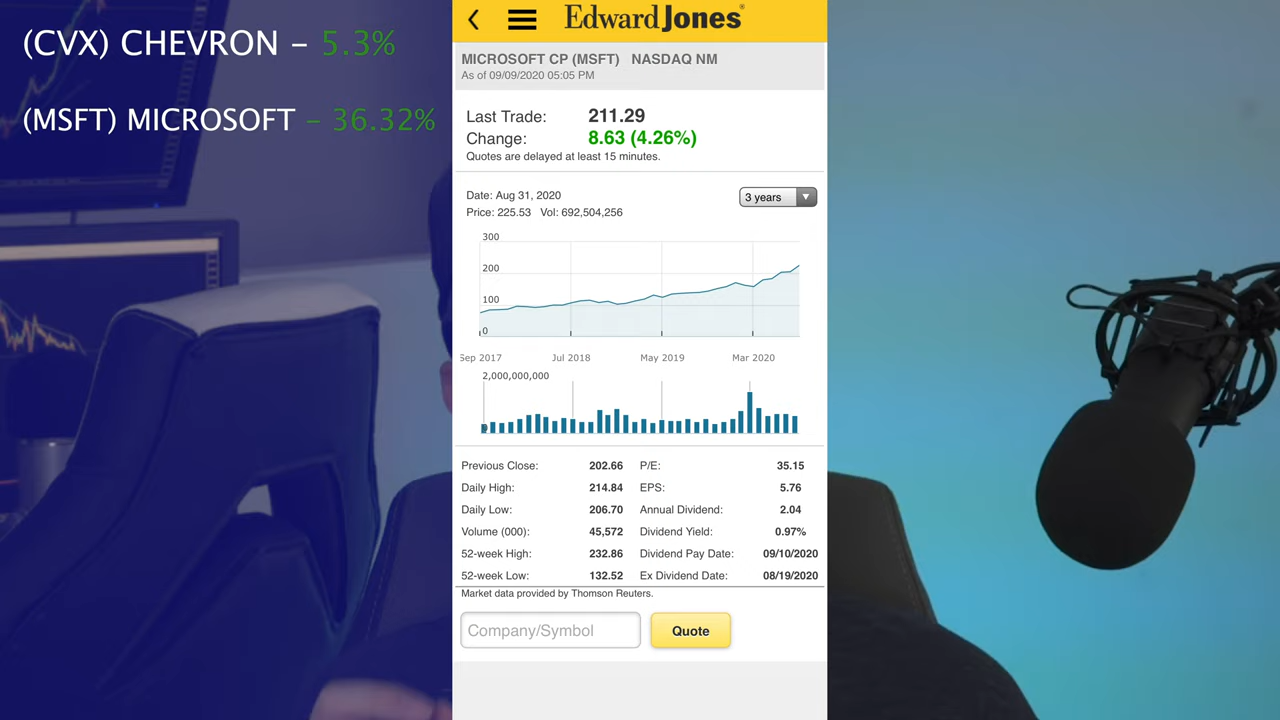 (CVX) CHEVRON – 5.3%
(MSFT) MICROSOFT – 36.32%
Edward Jones®
MICROSOFT CP (MSFT) NASDAQ NM
As of 09/09/2020 05:05 PM
Last Trade: 211.29
Change: 8.63 (4.26%)
Quotes are delayed at least 15 minutes.
Date: Aug 31, 2020
3 years
Price: 225.53 Vol: 692,504,256
300
200
100
0
Sep 2017 Jul 2018 May 2019 Mar 2020
2,000,000,000
0
Previous Close: 202.66 P/E: 35.15
Daily High: 214.84 EPS: 5.76
Daily Low: 206.70 Annual Dividend: 2.04
Volume (000): 45,572 Dividend Yield: 0.97%
52-week High: 232.86 Dividend Pay Date: 09/10/2020
52-week Low: 132.52 Ex Dividend Date: 08/19/2020
Market data provided by Thomson Reuters.
Company/Symbol Quote